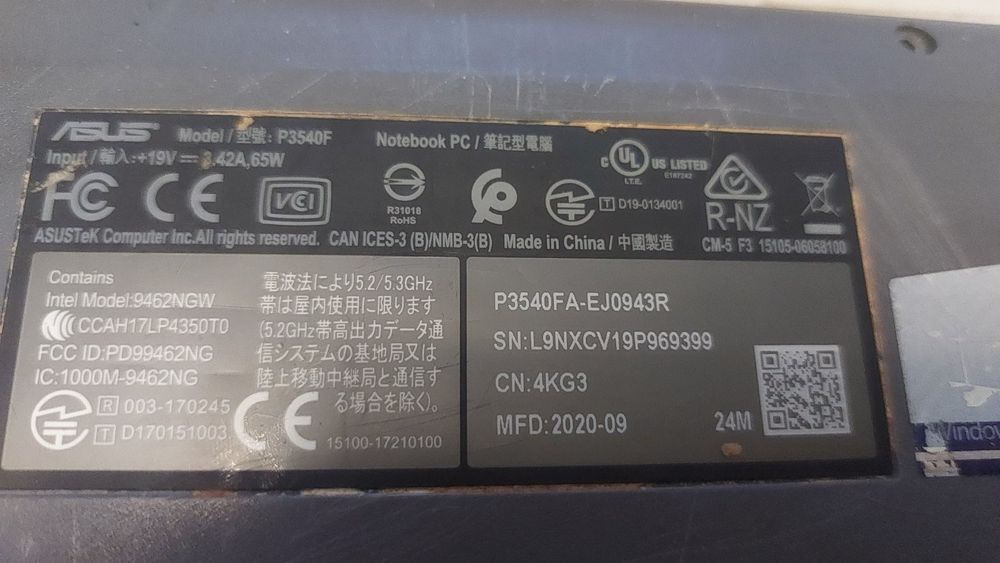 ASUS Model / 型號: P3540F Notebook PC / 筆記型電腦
Input / 輸入: +19V ⎓ 3.42A,65W
C UL US LISTED
I.T.E. E187242
FC CE VCCI
R31018
RoHS
T D19-0134001
R-NZ
ASUSTeK Computer Inc.All rights reserved. CAN ICES-3 (B)/NMB-3(B) Made in China / 中國製造 CM-5 F3 15105-06058100
Contains
Intel Model:9462NGW
CCAH17LP4350T0
FCC ID:PD99462NG
IC:1000M-9462NG
R 003-170245
T D170151003
電波法により5.2/5.3GHz
帯は屋内使用に限ります
(5.2GHz帯高出力データ通
信システムの基地局又は
陸上移動中継局と通信す
る場合を除く)。
CE 15100-17210100
P3540FA-EJ0943R
SN:L9NXCV19P969399
CN:4KG3
MFD:2020-09 24M